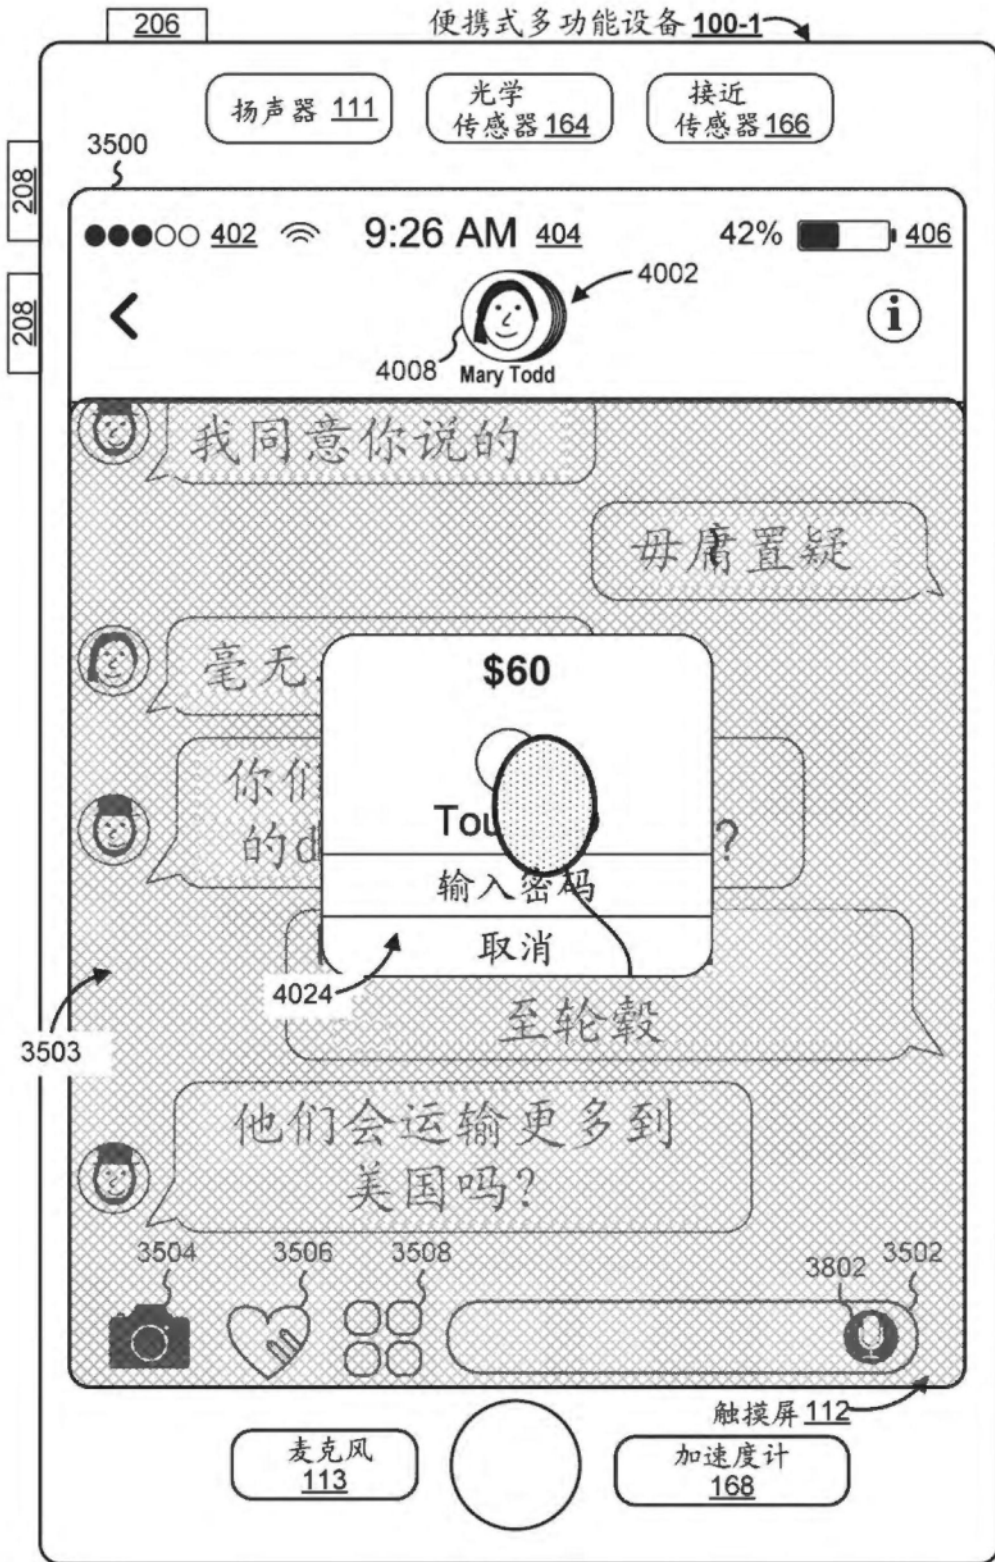 206
便携式多功能设备 100-1
扬声器 111
光学
传感器 164
接近
传感器 166
3500
208
402
9:26 AM 404
42% 406
208
4002
4008
Mary Todd
我同意你说的
毋庸置疑
毫无
$60
你们
的d
?
Tou
输入密码
取消
4024
至轮毂
3503
他们会运输更多到
美国吗?
3504
3506
3508
3802
3502
触摸屏 112
麦克风
113
加速度计
168